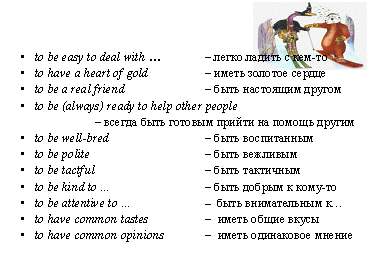 • to be easy to deal with … – легко ладить с кем-то
• to have a heart of gold – иметь золотое сердце
• to be a real friend – быть настоящим другом
• to be (always) ready to help other people
– всегда быть готовым прийти на помощь другим
• to be well-bred – быть воспитанным
• to be polite – быть вежливым
• to be tactful – быть тактичным
• to be kind to ... – быть добрым к кому-то
• to be attentive to ... – быть внимательным к...
• to have common tastes – иметь общие вкусы
• to have common opinions – иметь одинаковое мнение